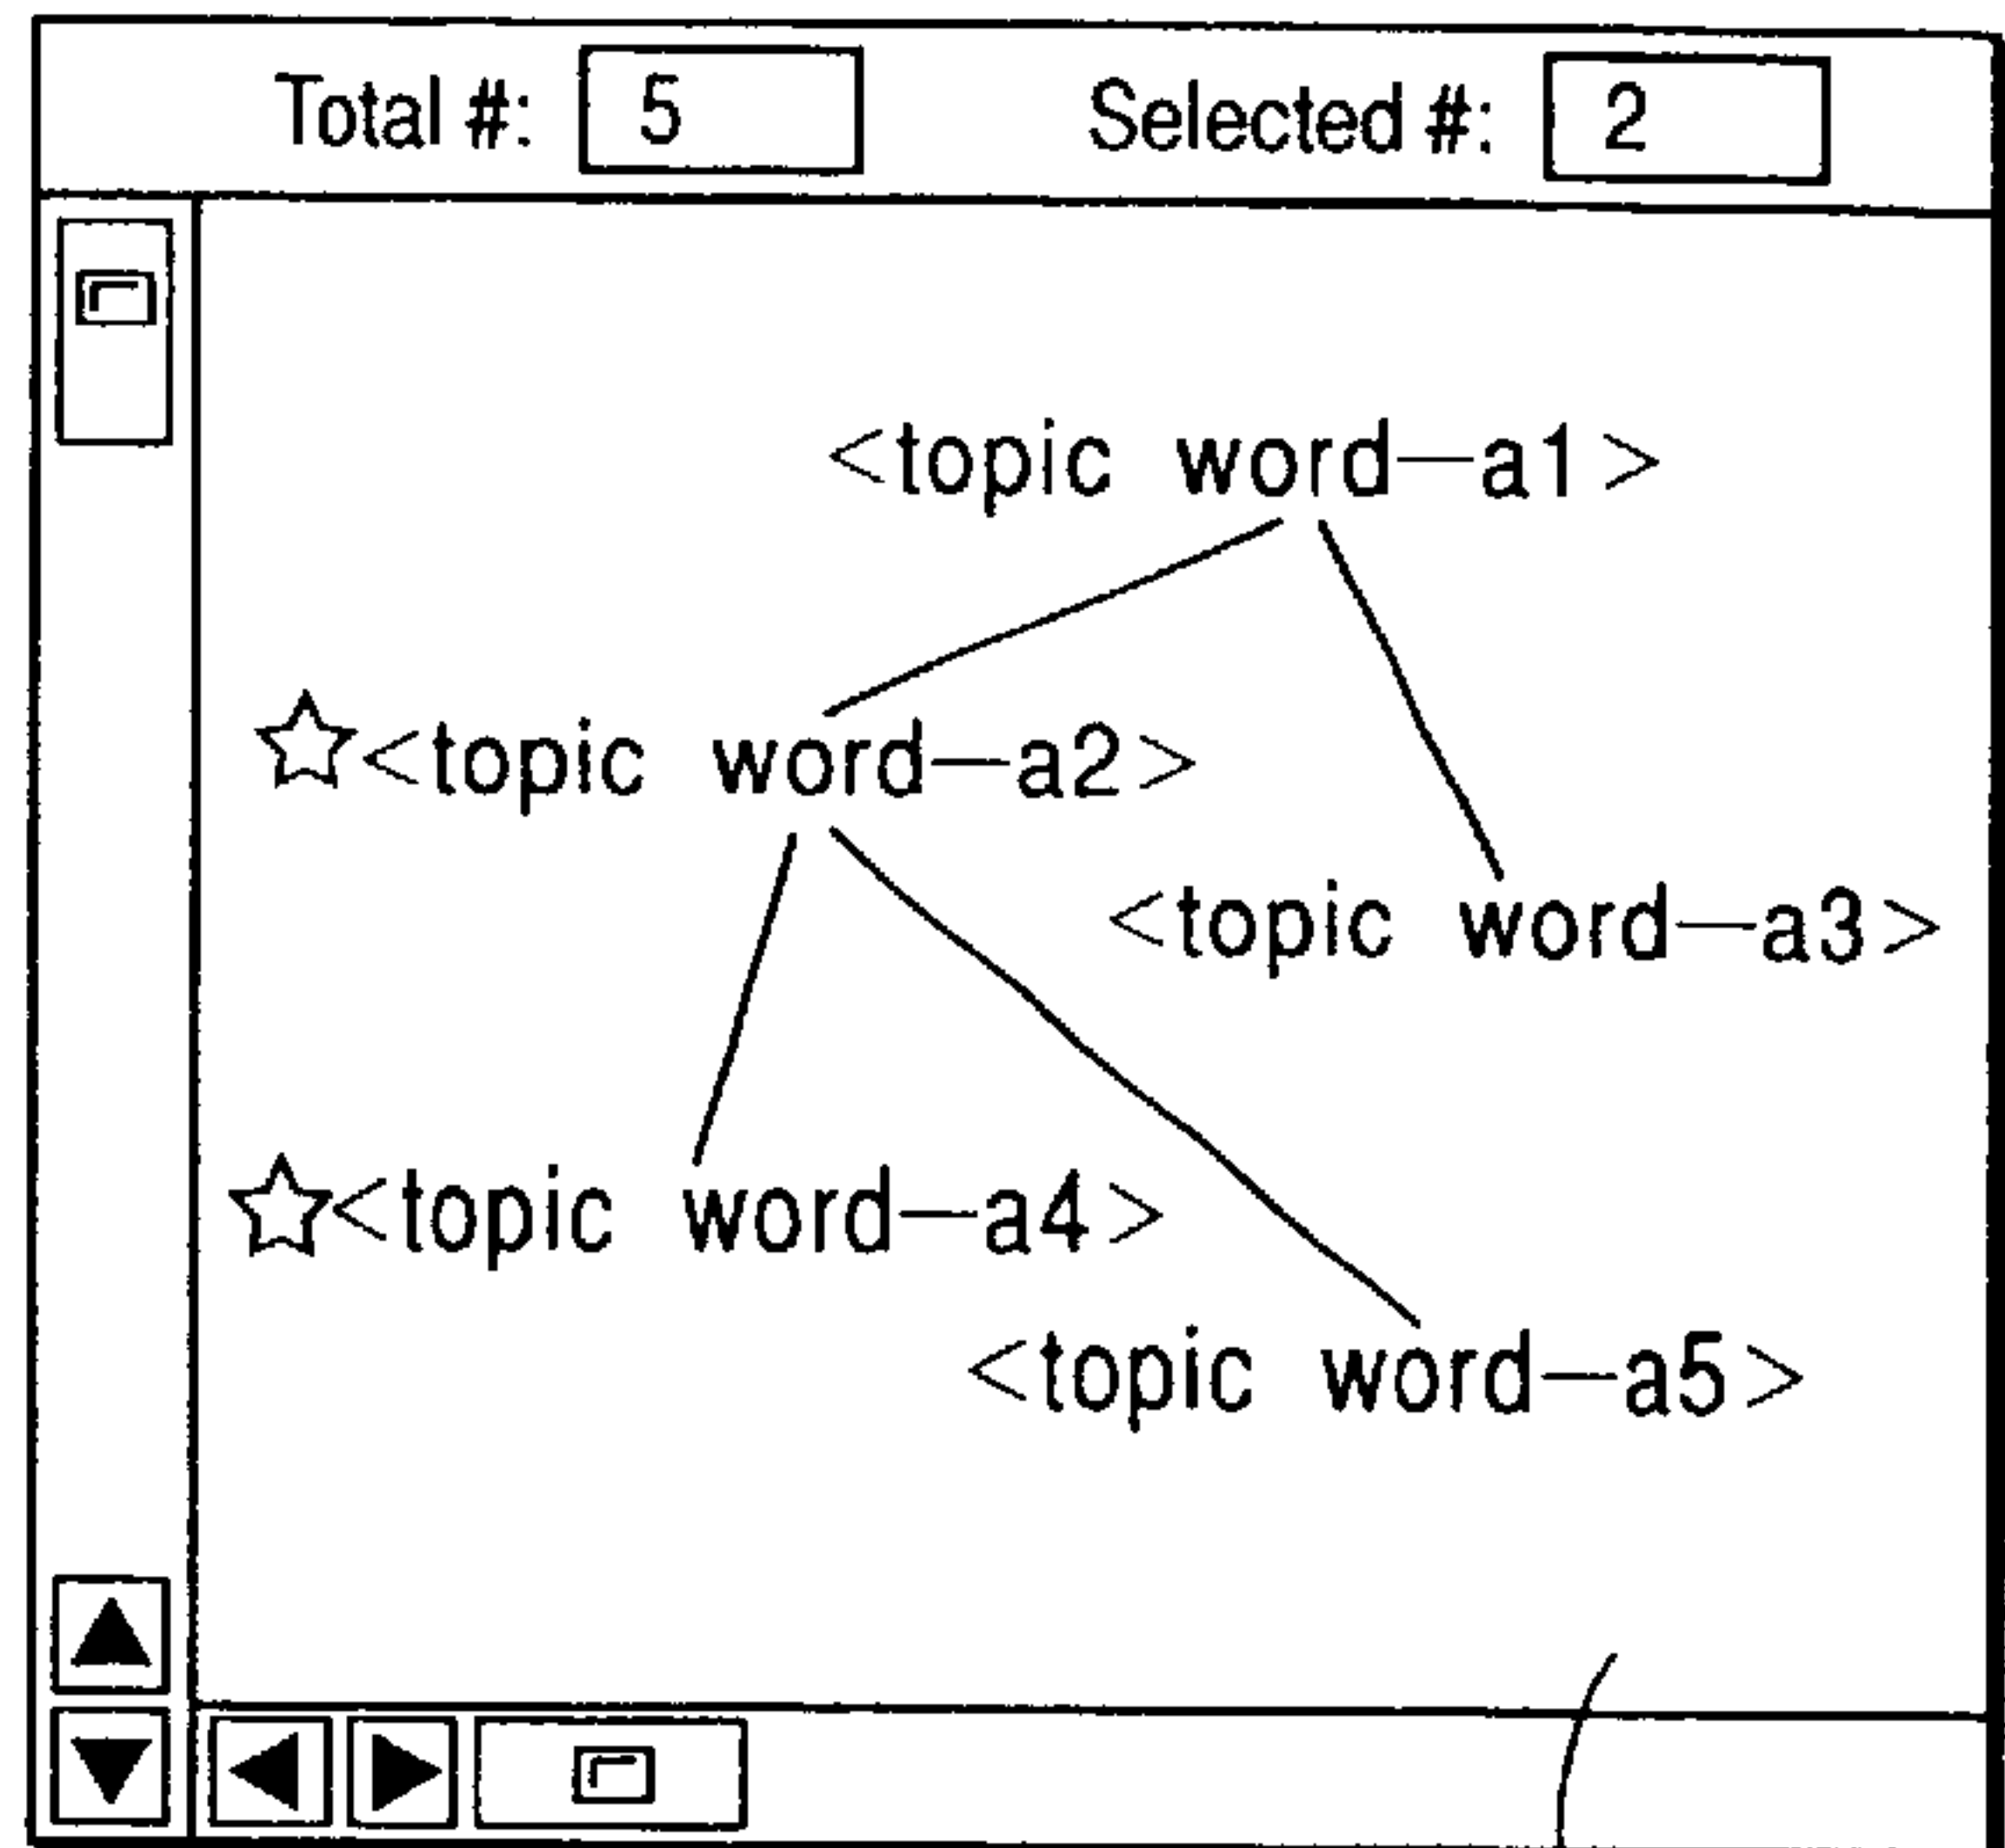 Total #: 5 Selected #: 2
<topic word—a1>
☆<topic word—a2>
<topic word—a3>
☆<topic word—a4>
<topic word—a5>